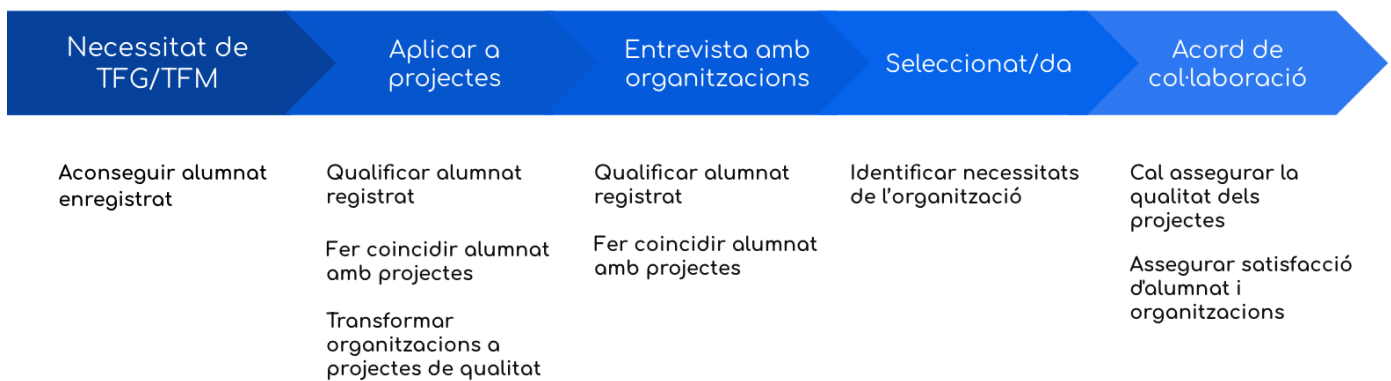 Necessitat de
TFG/TFM
Aplicar a
projectes
Entrevista amb
organitzacions
Seleccionat/da
Acord de
col·laboració
Aconseguir alumnat
enregistrat
Qualificar alumnat
registrat
Fer coincidir alumnat
amb projectes
Transformar
organitzacions a
projectes de qualitat
Qualificar alumnat
registrat
Fer coincidir alumnat
amb projectes
Identificar necessitats
de l'organització
Cal assegurar la
qualitat dels
projectes
Assegurar satisfacció
d'alumnat i
organitzacions